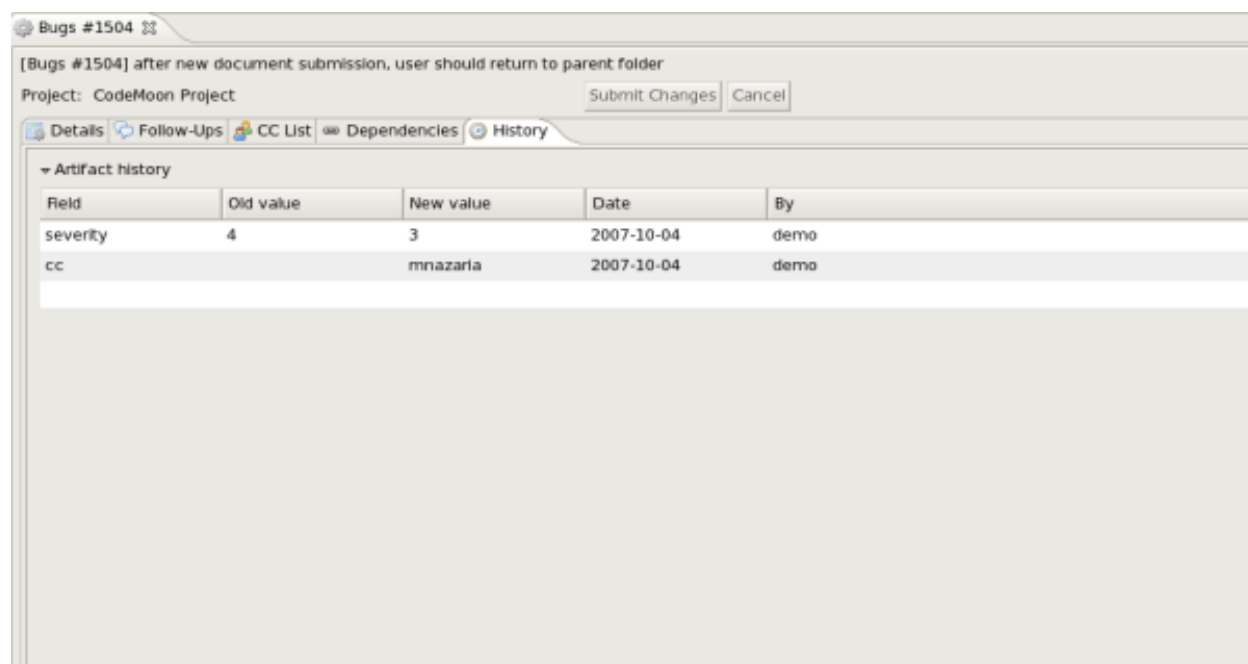 Bugs #1504
[Bugs #1504] after new document submission, user should return to parent folder
Project: CodeMoon Project Submit Changes Cancel
Details Follow-Ups CC List Dependencies History
Artifact history
Field Old value New value Date By
severity 4 3 2007-10-04 demo
cc mnazaria 2007-10-04 demo